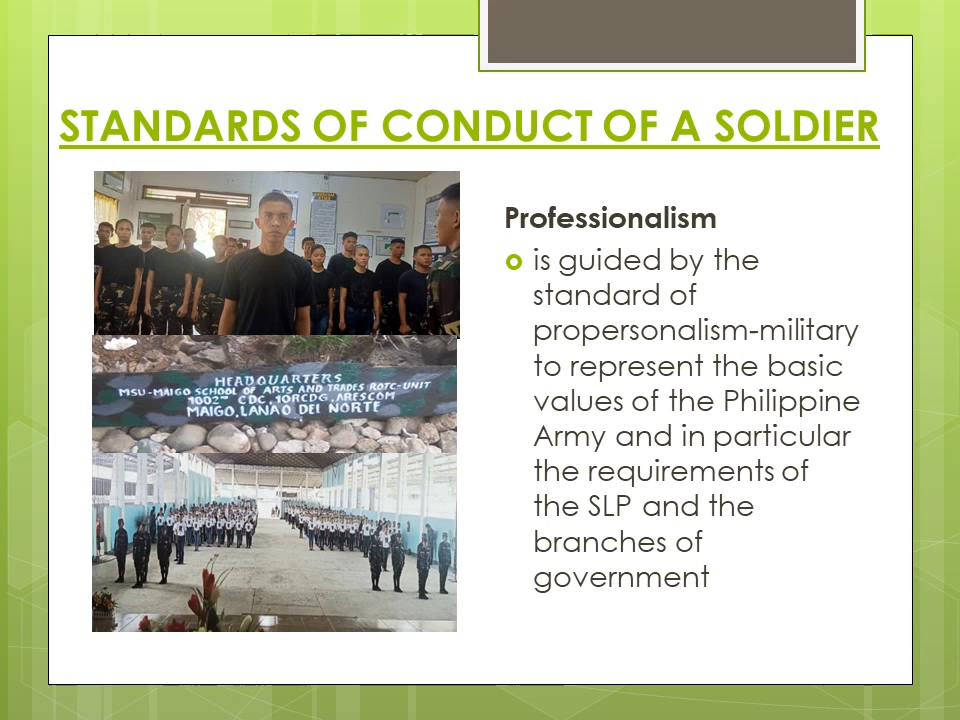 STANDARDS OF CONDUCT OF A SOLDIER
HEADQUARTERS
MSU-MAIGO SCHOOL OF ARTS AND TRADES ROTC-UNIT
1002ND CDC, 10RCDG, ARESCOM
MAIGO, LANAO DEL NORTE
Professionalism
is guided by the
standard of
propersonalism-military
to represent the basic
values of the Philippine
Army and in particular
the requirements of
the SLP and the
branches of
government